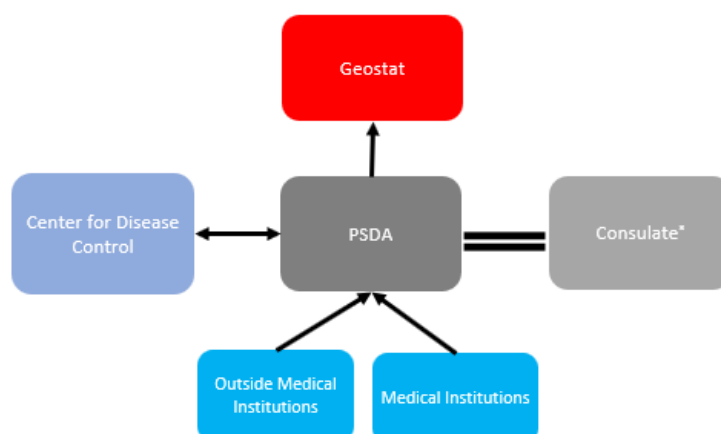 Geostat
Center for Disease
Control
PSDA
Consulate*
Outside Medical
Institutions
Medical Institutions